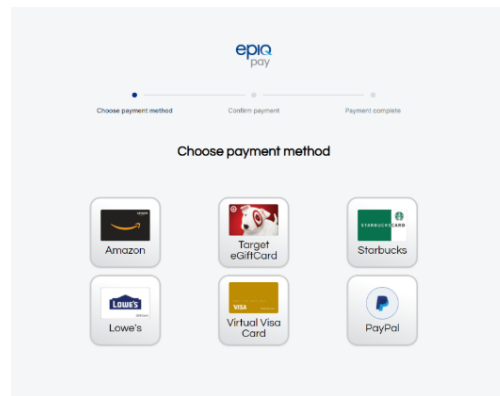 epiq
pay
Choose payment method
Confirm payment
Payment complete
Choose payment method
Amazon
Target
eGiftCard
STARBUCKS CARD
Starbucks
LOWE'S
Lowe's
VISA
Virtual Visa
Card
PayPal